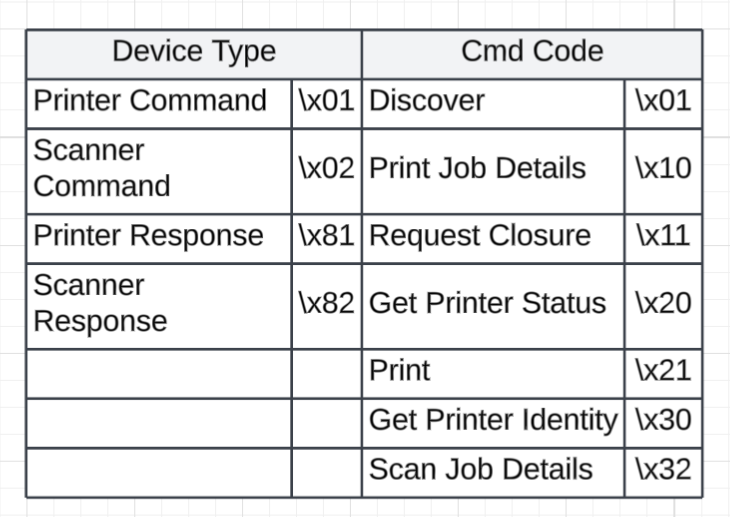 Device Type Cmd Code
Printer Command \x01 Discover \x01
Scanner
Command \x02 Print Job Details \x10
Printer Response \x81 Request Closure \x11
Scanner
Response \x82 Get Printer Status \x20
Print \x21
Get Printer Identity \x30
Scan Job Details \x32